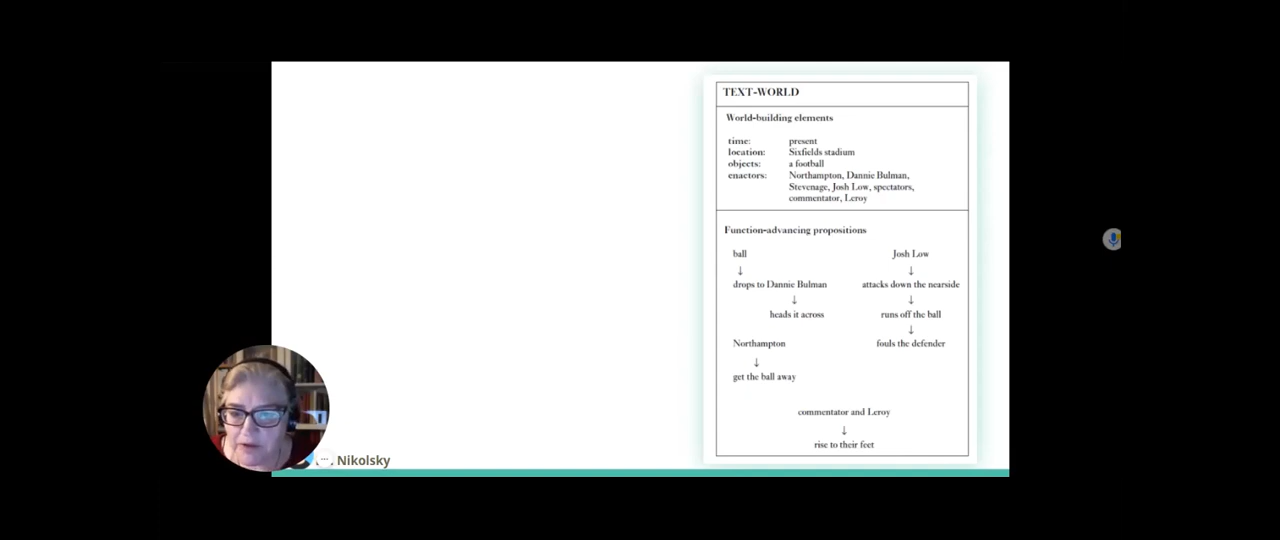 TEXT-WORLD
World-building elements
time: present
location: Sixfields stadium
objects: a football
enactors: Northampton, Dannie Bulman,
Stevenage, Josh Low, spectators,
commentator, Leroy
Function-advancing propositions
ball
↓
drops to Dannie Bulman
↓
heads it across
Josh Low
↓
attacks down the nearside
↓
runs off the ball
↓
fouls the defender
Northampton
↓
get the ball away
commentator and Leroy
↓
rise to their feet
Nikolsky